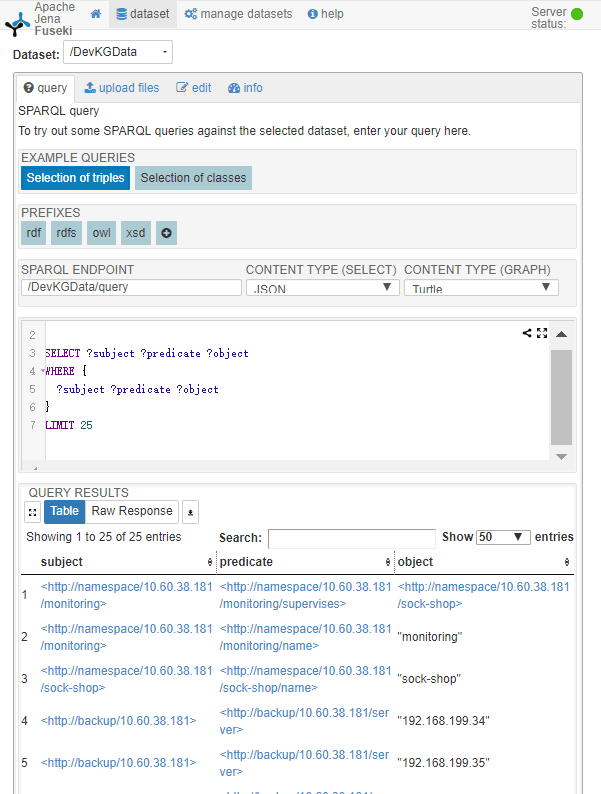 Apache
Jena
Fuseki
dataset
manage datasets
help
Server
status:
Dataset: /DevKGData
query
upload files
edit
info
SPARQL query
To try out some SPARQL queries against the selected dataset, enter your query here.
EXAMPLE QUERIES
Selection of triples
Selection of classes
PREFIXES
rdf
rdfs
owl
xsd
SPARQL ENDPOINT
CONTENT TYPE (SELECT)
CONTENT TYPE (GRAPH)
/DevKGData/query
JSON
Turtle
2
3 SELECT ?subject ?predicate ?object
4 WHERE {
5 ?subject ?predicate ?object
6 }
7 LIMIT 25
QUERY RESULTS
Table
Raw Response
Showing 1 to 25 of 25 entries
Search:
Show 50 entries
subject
predicate
object
1
<http://namespace/10.60.38.181
/monitoring>
<http://namespace/10.60.38.181
/monitoring/supervises>
<http://namespace/10.60.38.181
/sock-shop>
2
<http://namespace/10.60.38.181
/monitoring>
<http://namespace/10.60.38.181
/monitoring/name>
"monitoring"
3
<http://namespace/10.60.38.181
/sock-shop>
<http://namespace/10.60.38.181
/sock-shop/name>
"sock-shop"
4
<http://backup/10.60.38.181>
<http://backup/10.60.38.181/ser
ver>
"192.168.199.34"
5
<http://backup/10.60.38.181>
<http://backup/10.60.38.181/ser
ver>
"192.168.199.35"